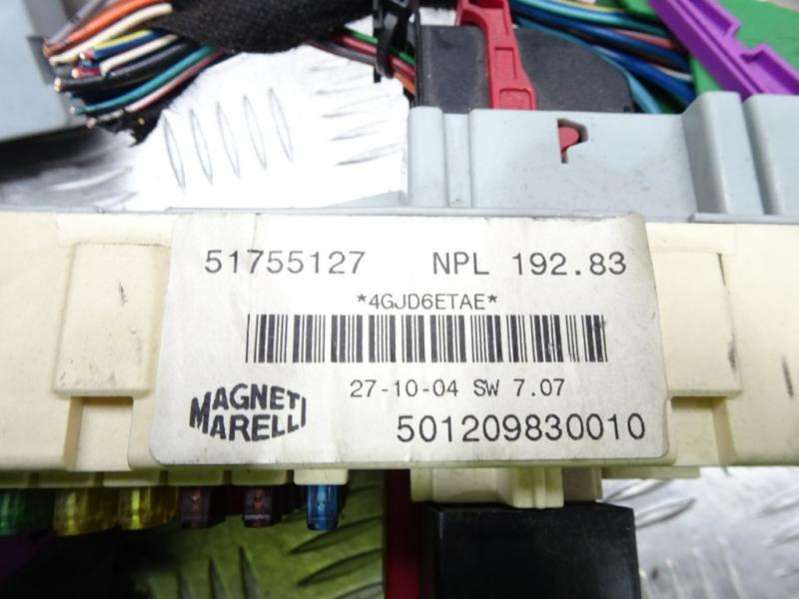 51755127 NPL 192.83
*4GJD6ETAE*
27-10-04 SW 7.07
MAGNETI
MARELLI
501209830010